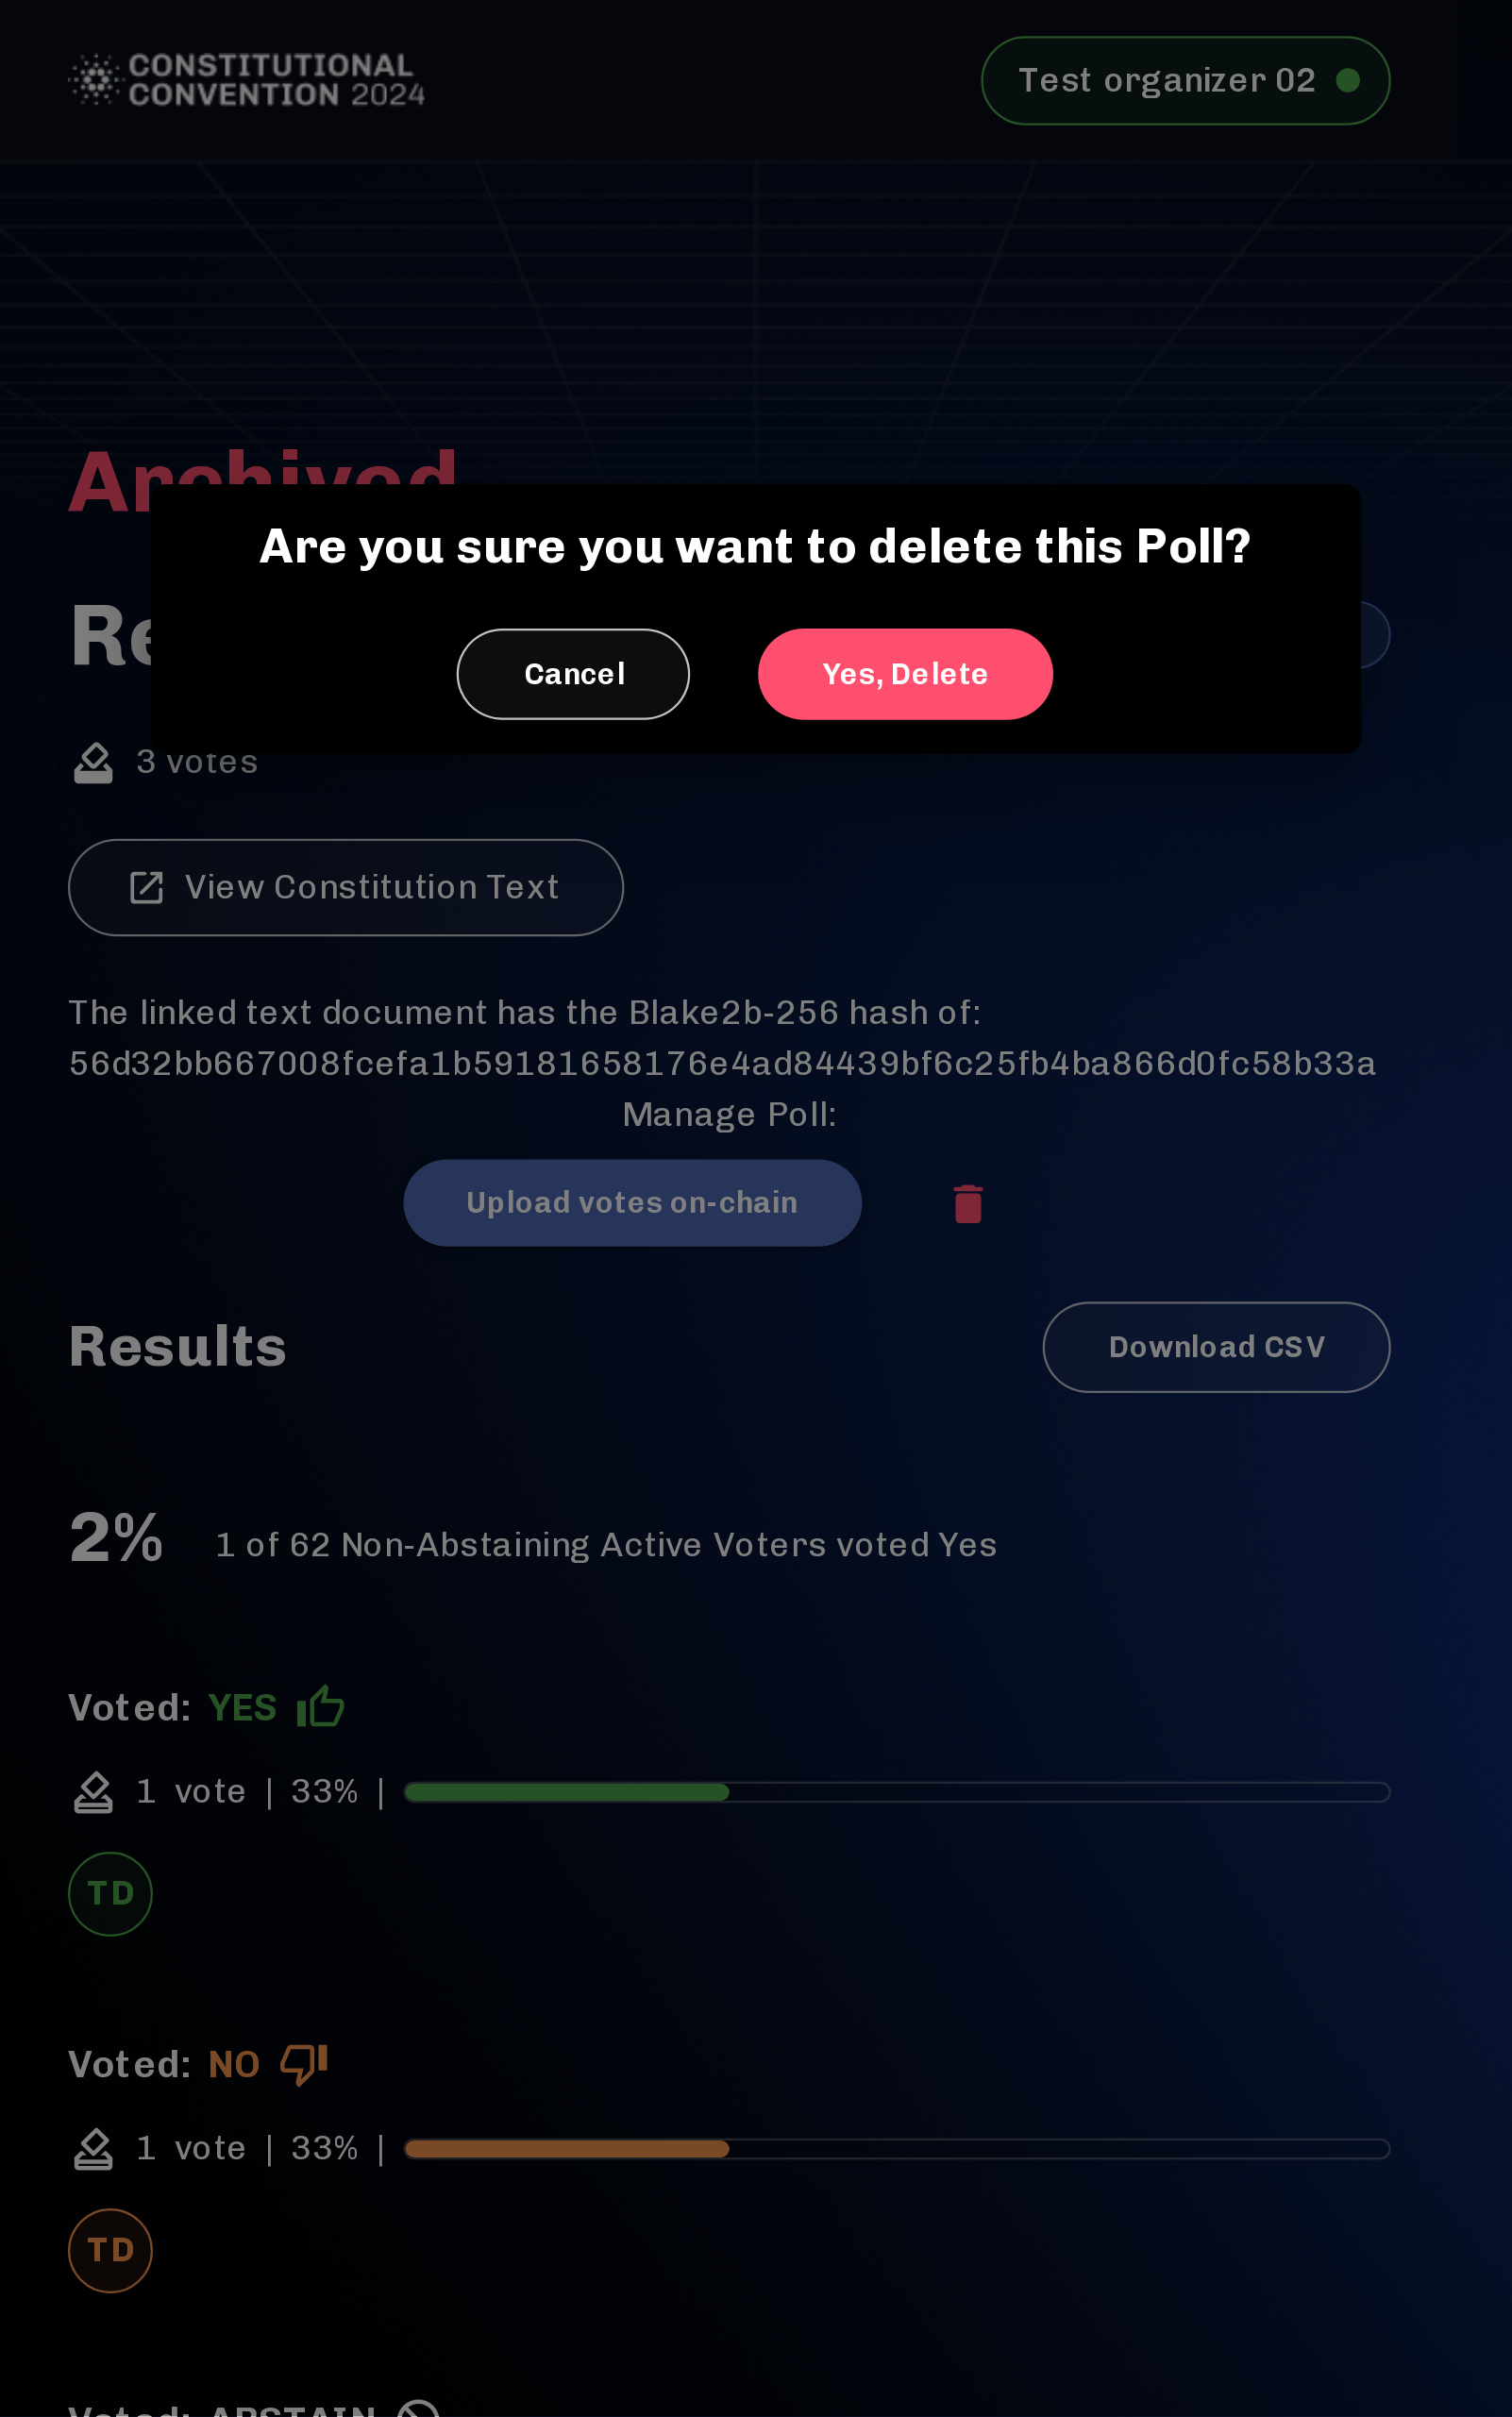 CONSTITUTIONAL
CONVENTION 2024
Test organizer 02
Archived
Are you sure you want to delete this Poll?
Cancel
Yes, Delete
3 votes
View Constitution Text
The linked text document has the Blake2b-256 hash of:
56d32bb667008fcefa1b59181658176e4ad84439bf6c25fb4ba866d0fc58b33a
Manage Poll:
Upload votes on-chain
Results
Download CSV
2%
1 of 62 Non-Abstaining Active Voters voted Yes
Voted: YES
1 vote | 33% |
TD
Voted: NO
1 vote | 33% |
TD
Voted: ABSTAIN